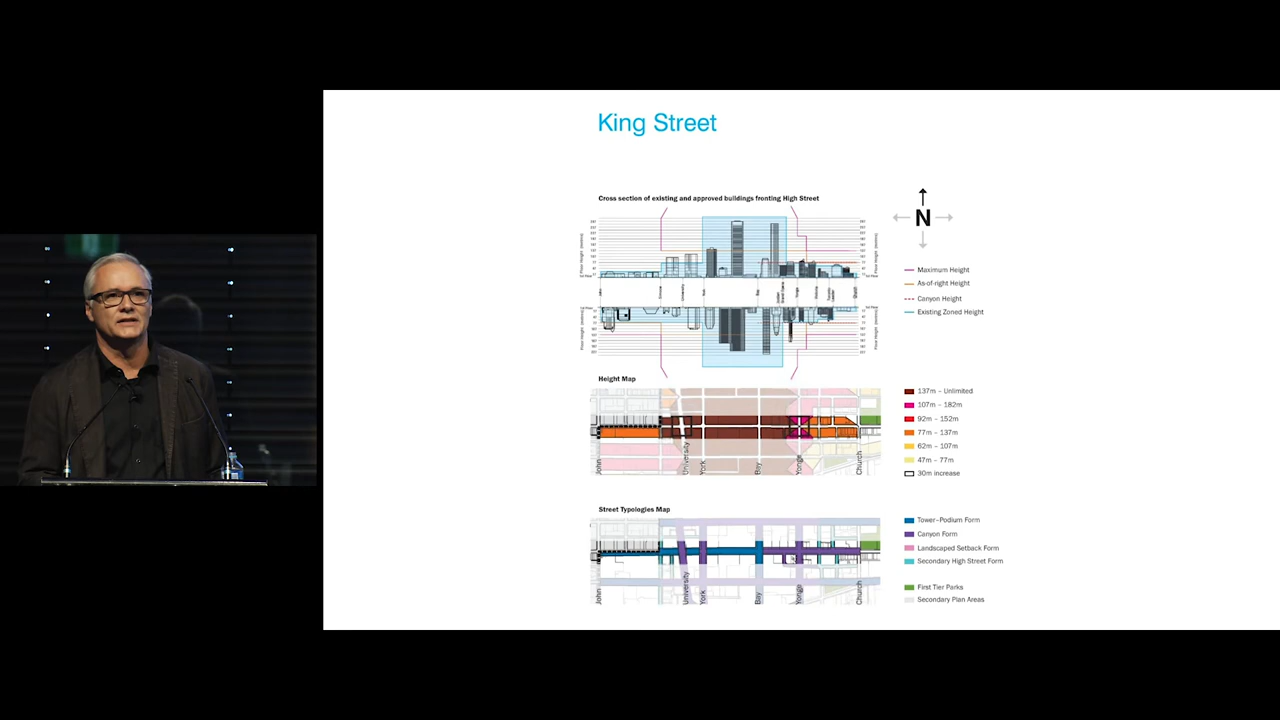 King Street
Cross section of existing and approved buildings fronting High Street
N
Maximum Height
As-of-right Height
Canyon Height
Existing Zoned Height
Height Map
137m – Unlimited
107m – 182m
92m – 152m
77m – 137m
62m – 107m
47m – 77m
30m increase
John
University
York
Bay
Yonge
Church
Street Typologies Map
Tower–Podium Form
Canyon Form
Landscaped Setback Form
Secondary High Street Form
First Tier Parks
Secondary Plan Areas
John
University
York
Bay
Yonge
Church